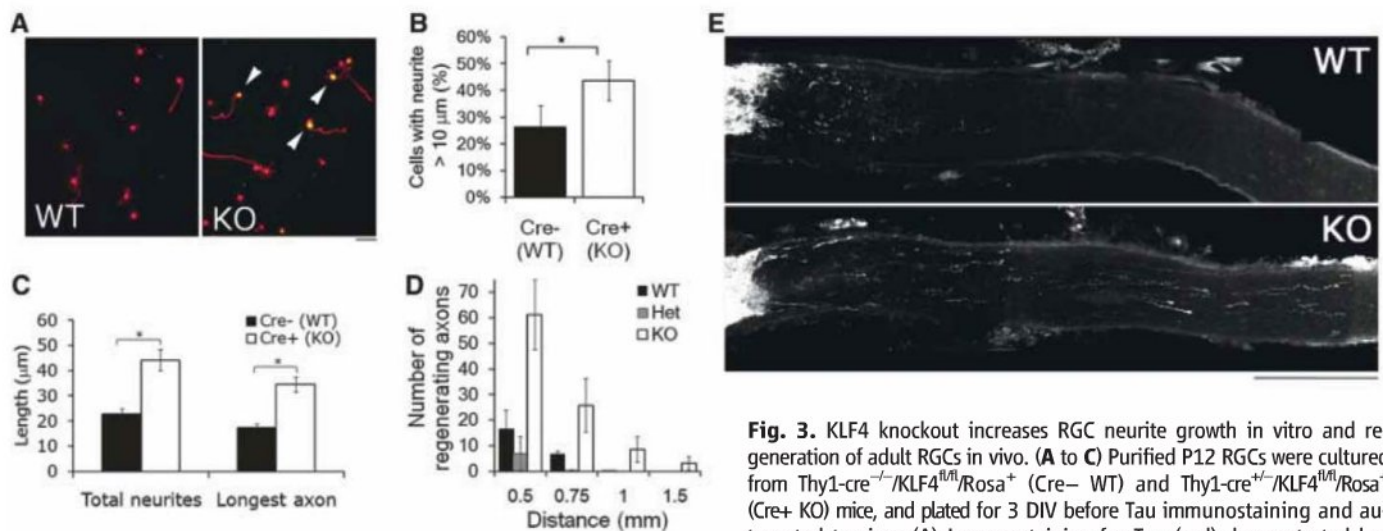 A
WT
KO
B
Cells with neurite
> 10 µm (%)
60%
50%
40%
30%
20%
10%
0%
*
Cre-
(WT)
Cre+
(KO)
C
Length (µm)
60
50
40
30
20
10
0
*
*
Cre- (WT)
Cre+ (KO)
Total neurites
Longest axon
D
Number of
regenerating axons
70
60
50
40
30
20
10
0
WT
Het
KO
0.5
0.75
1
1.5
Distance (mm)
E
WT
KO
Fig. 3. KLF4 knockout increases RGC neurite growth in vitro and re-
generation of adult RGCs in vivo. (A to C) Purified P12 RGCs were cultured
from Thy1-cre−/−/KLF4fl/fl/Rosa+ (Cre− WT) and Thy1-cre+/−/KLF4fl/fl/Rosa+
(Cre+ KO) mice, and plated for 3 DIV before Tau immunostaining and au-